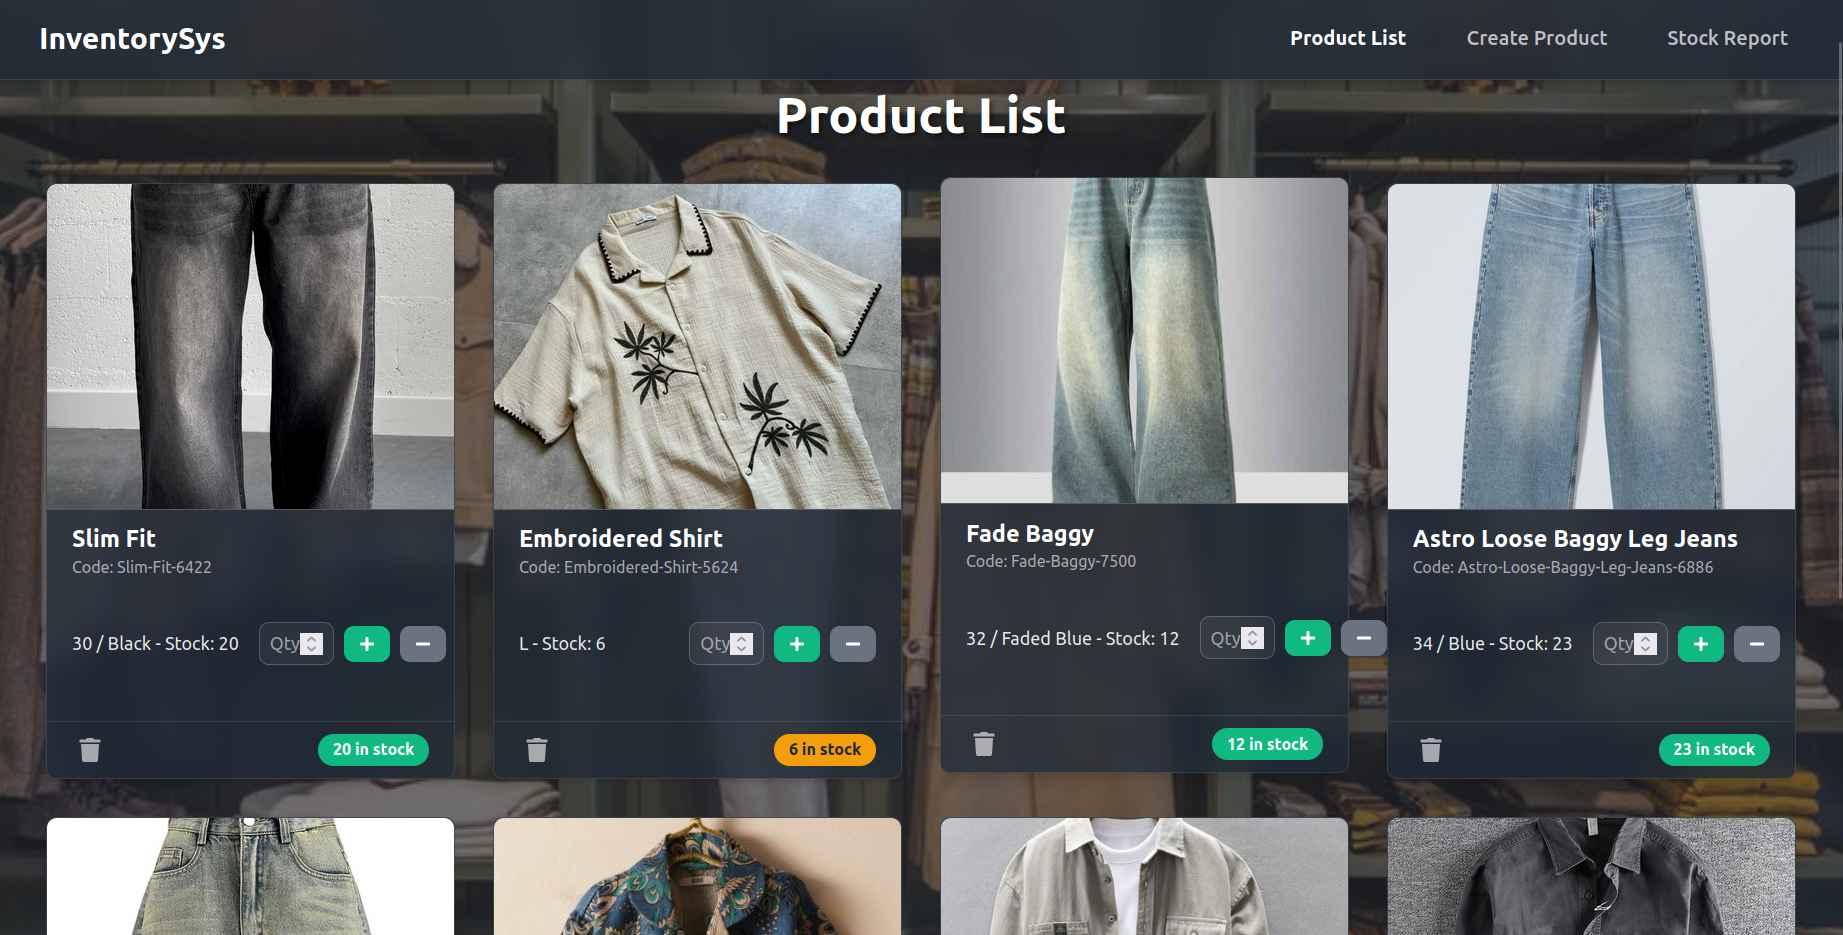 InventorySys
Product List
Create Product
Stock Report
Product List
Slim Fit
Code: Slim-Fit-6422
30 / Black - Stock: 20
Qty
+
−
20 in stock
Embroidered Shirt
Code: Embroidered-Shirt-5624
L - Stock: 6
Qty
+
−
6 in stock
Fade Baggy
Code: Fade-Baggy-7500
32 / Faded Blue - Stock: 12
Qty
+
−
12 in stock
Astro Loose Baggy Leg Jeans
Code: Astro-Loose-Baggy-Leg-Jeans-6886
34 / Blue - Stock: 23
Qty
+
−
23 in stock